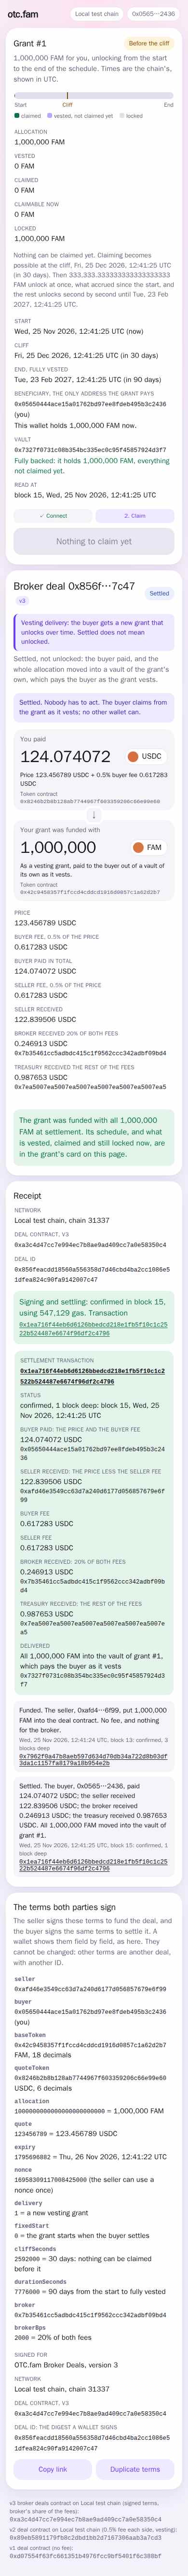 otc.fam
Local test chain
0x0565···2436
Grant #1
Before the cliff
1,000,000 FAM for you, unlocking from the start
to the end of the schedule. Times are the chain's,
shown in UTC.
Start
Cliff
End
claimed
vested, not claimed yet
locked
ALLOCATION
1,000,000 FAM
VESTED
0 FAM
CLAIMED
0 FAM
CLAIMABLE NOW
0 FAM
LOCKED
1,000,000 FAM
Nothing can be claimed yet. Claiming becomes
possible at the cliff, Fri, 25 Dec 2026, 12:41:25 UTC
(in 30 days). Then 333,333.333333333333333333
FAM unlock at once, what accrued since the start, and
the rest unlocks second by second until Tue, 23 Feb
2027, 12:41:25 UTC.
START
Wed, 25 Nov 2026, 12:41:25 UTC (now)
CLIFF
Fri, 25 Dec 2026, 12:41:25 UTC (in 30 days)
END, FULLY VESTED
Tue, 23 Feb 2027, 12:41:25 UTC (in 90 days)
BENEFICIARY, THE ONLY ADDRESS THE GRANT PAYS
(you)
This wallet holds 1,000,000 FAM now.
VAULT
Fully backed: it holds 1,000,000 FAM, everything
not claimed yet.
READ AT
block 15, Wed, 25 Nov 2026, 12:41:25 UTC
✓ Connect
2. Claim
Nothing to claim yet
Broker deal 0x856f···7c47
v3
Settled
Vesting delivery: the buyer gets a new grant that
unlocks over time. Settled does not mean
unlocked.
Settled, not unlocked: the buyer paid, and the
whole allocation moved into a vault of the grant's
own, which pays the buyer as the grant vests.
Settled. Nobody has to act. The buyer claims from
the grant as it vests; no other wallet can.
You paid
124.074072
USDC
Price 123.456789 USDC + 0.5% buyer fee 0.617283
USDC
Token contract
↓
Your grant was funded with
1,000,000
FAM
As a vesting grant, paid to the buyer out of a vault of
its own as it vests.
Token contract
PRICE
123.456789 USDC
BUYER FEE, 0.5% OF THE PRICE
0.617283 USDC
BUYER PAID IN TOTAL
124.074072 USDC
SELLER FEE, 0.5% OF THE PRICE
0.617283 USDC
SELLER RECEIVED
122.839506 USDC
BROKER RECEIVED 20% OF BOTH FEES
0.246913 USDC
TREASURY RECEIVED THE REST OF THE FEES
0.987653 USDC
0x7ea5007ea5007ea5007ea5007ea5007ea5007ea5
The grant was funded with all 1,000,000
FAM at settlement. Its schedule, and what
is vested, claimed and still locked now, are
in the grant's card on this page.
Receipt
NETWORK
Local test chain, chain 31337
DEAL CONTRACT, V3
DEAL ID
Signing and settling: confirmed in block 15,
using 547,129 gas. Transaction
SETTLEMENT TRANSACTION
STATUS
confirmed, 1 block deep: block 15, Wed, 25
Nov 2026, 12:41:25 UTC
BUYER PAID: THE PRICE AND THE BUYER FEE
124.074072 USDC
SELLER RECEIVED: THE PRICE LESS THE SELLER FEE
122.839506 USDC
BUYER FEE
0.617283 USDC
SELLER FEE
0.617283 USDC
BROKER RECEIVED: 20% OF BOTH FEES
0.246913 USDC
TREASURY RECEIVED: THE REST OF THE FEES
0.987653 USDC
0x7ea5007ea5007ea5007ea5007ea5007ea5007e
a5
DELIVERED
All 1,000,000 FAM into the vault of grant #1,
which pays the buyer as it vests
Funded. The seller, 0xafd4···6f99, put 1,000,000
FAM into the deal contract. No fee, and nothing
for the broker.
Wed, 25 Nov 2026, 12:41:24 UTC, block 13: confirmed, 3
blocks deep
Settled. The buyer, 0x0565···2436, paid
124.074072 USDC; the seller received
122.839506 USDC; the broker received
0.246913 USDC; the treasury received 0.987653
USDC. All 1,000,000 FAM moved into the vault of
grant #1.
Wed, 25 Nov 2026, 12:41:25 UTC, block 15: confirmed, 1
block deep
The terms both parties sign
The seller signs these terms to fund the deal, and
the buyer signs the same terms to settle it. A
wallet shows them field by field, as here. They
cannot be changed: other terms are another deal,
with another ID.
seller
buyer
(you)
baseToken
FAM, 18 decimals
quoteToken
USDC, 6 decimals
allocation
1000000000000000000000000 = 1,000,000 FAM
quote
123456789 = 123.456789 USDC
expiry
1795696882 = Thu, 26 Nov 2026, 12:41:22 UTC
nonce
(the seller can use a
nonce once)
delivery
1 = a new vesting grant
fixedStart
0 = the grant starts when the buyer settles
cliffSeconds
2592000 = 30 days: nothing can be claimed
before it
durationSeconds
7776000 = 90 days from the start to fully vested
broker
brokerBps
2000 = 20% of both fees
SIGNED FOR
OTC.fam Broker Deals, version 3
NETWORK
Local test chain, chain 31337
DEAL CONTRACT, V3
DEAL ID: THE DIGEST A WALLET SIGNS
Copy link
Duplicate terms
v3 broker deal contract on Local test chain (signed terms,
broker's share of the fees):
v2 deal contract on Local test chain (0.5% fee each side, vesting):
v1 deal contract (no fee):